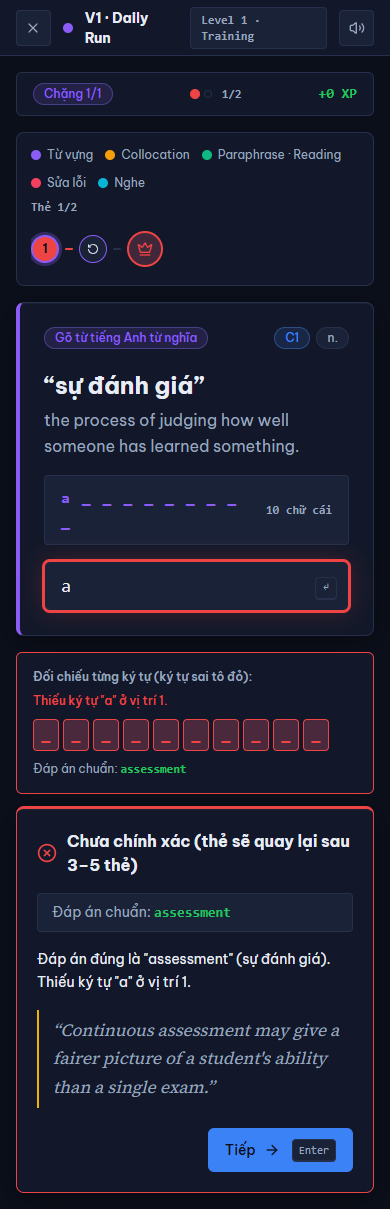 V1 · Daily
Run
Level 1 ·
Training
Chặng 1/1
1/2
+0 XP
Từ vựng
Collocation
Paraphrase · Reading
Sửa lỗi
Nghe
Thẻ 1/2
1
Gõ từ tiếng Anh từ nghĩa
C1
n.
“sự đánh giá”
the process of judging how well
someone has learned something.
a _ _ _ _ _ _ _ _
_
10 chữ cái
a
Đối chiếu từng ký tự (ký tự sai tô đỏ):
Thiếu ký tự "a" ở vị trí 1.
_ _ _ _ _ _ _ _ _ _
Đáp án chuẩn: assessment
Chưa chính xác (thẻ sẽ quay lại sau
3–5 thẻ)
Đáp án chuẩn: assessment
Đáp án đúng là "assessment" (sự đánh giá).
Thiếu ký tự "a" ở vị trí 1.
“Continuous assessment may give a
fairer picture of a student's ability
than a single exam.”
Tiếp → Enter